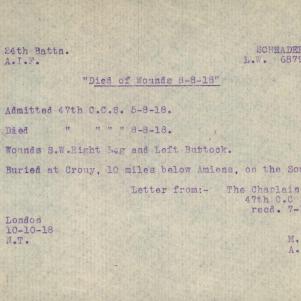 24th Battn. SCHRADER
A.I.F. L.W. 6879
"Died of Wounds 8-8-18"
Admitted 47th C.C.S. 5-8-18.
Died " " " " 8-8-18.
Wounds S.W.Right Leg and Left Buttock.
Buried at Crouy, 10 miles below Amiens, on the
Letter from:- The Chaplain
47th C.C
recd. 7-
London
10-10-18
N.T. M.
A.